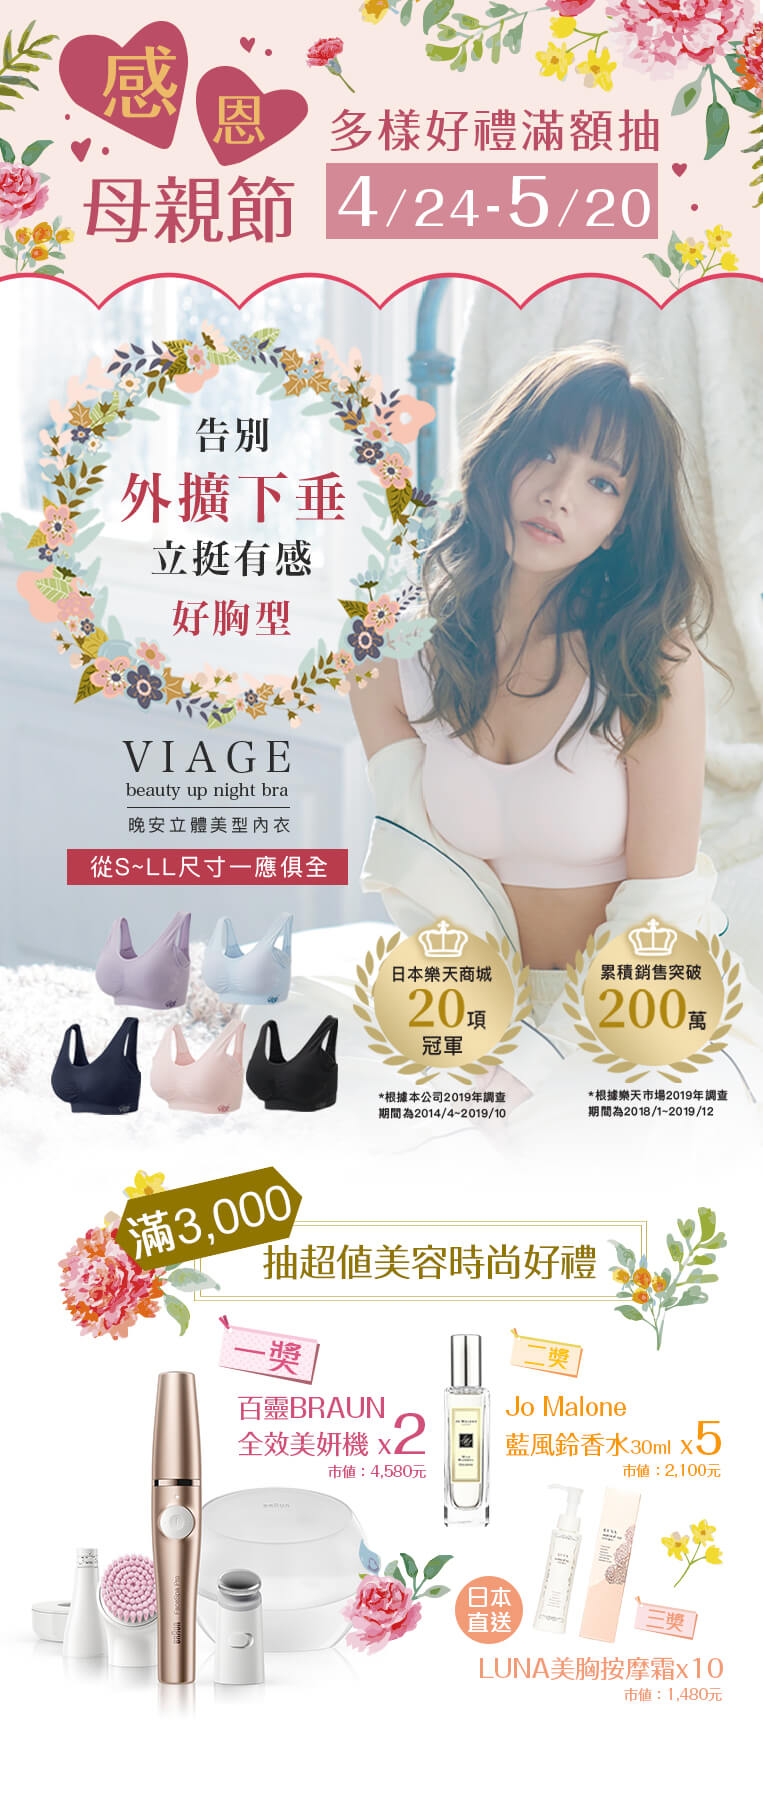 感
恩
母親節
多樣好禮滿額抽
4/24-5/20
告別
外擴下垂
立挺有感
好胸型
VIAGE
beauty up night bra
晚安立體美型內衣
從S~LL尺寸一應俱全
日本樂天商城
20項
冠軍
*根據本公司2019年調查
期間為2014/4~2019/10
累積銷售突破
200萬
*根據樂天市場2019年調查
期間為2018/1~2019/12
滿3,000
抽超值美容時尚好禮
一獎
百靈BRAUN
全效美妍機 x2
市值：4,580元
二獎
Jo Malone
藍風鈴香水30ml x5
市值：2,100元
JO MALONE
BRAUN
BRAUN FaceSpa Pro
LUNA
日本
直送
三獎
LUNA美胸按摩霜x10
市值：1,480元